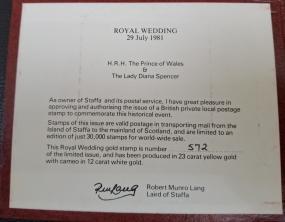 ROYAL WEDDING
29 July 1981
H.R.H. The Prince of Wales
&
The Lady Diana Spencer
As owner of Staffa and its postal service, I have great pleasure in
approving and authorising the issue of a British private local postage
stamp to commemorate this historical event.
Stamps of this issue are valid postage in transporting mail from the
Island of Staffa to the mainland of Scotland, and are limited to an
edition of just 30,000 stamps for world-wide sale.
This Royal Wedding gold stamp is number 572
of the limited issue, and has been produced in 23 carat yellow gold
with cameo in 12 carat white gold.
Robert Munro Lang
Laird of Staffa